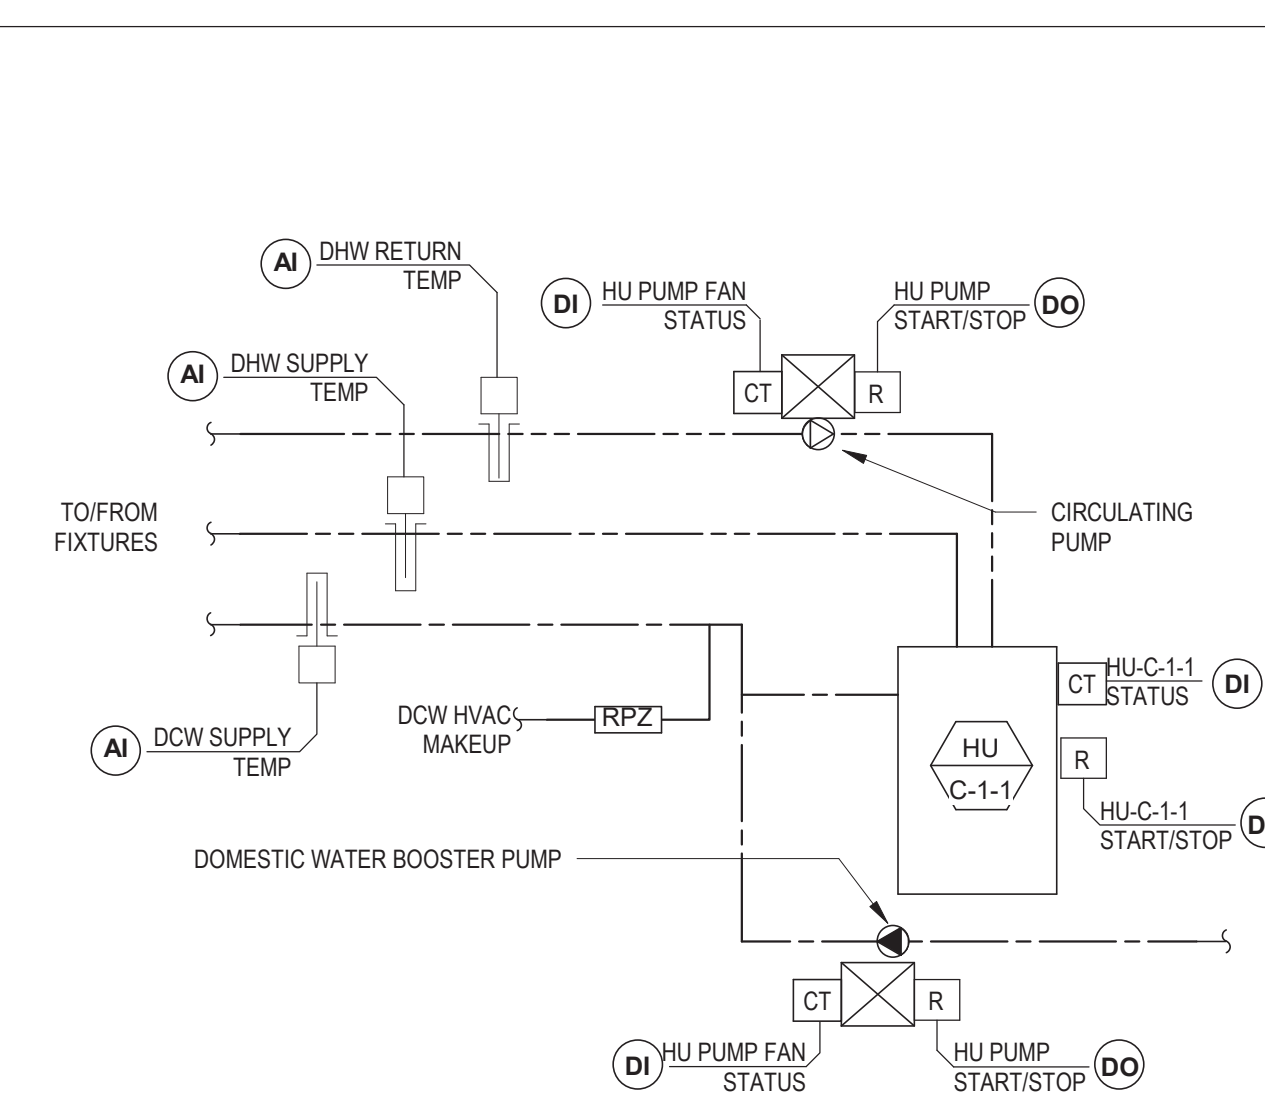 AI
DHW RETURN
TEMP
DI
HU PUMP FAN
STATUS
HU PUMP
START/STOP
DO
AI
DHW SUPPLY
TEMP
CT
R
TO/FROM
FIXTURES
CIRCULATING
PUMP
CT
HU-C-1-1
STATUS
DI
AI
DCW SUPPLY
TEMP
DCW HVAC
MAKEUP
RPZ
HU
C-1-1
R
HU-C-1-1
START/STOP
D
DOMESTIC WATER BOOSTER PUMP
CT
R
DI
HU PUMP FAN
STATUS
HU PUMP
START/STOP
DO